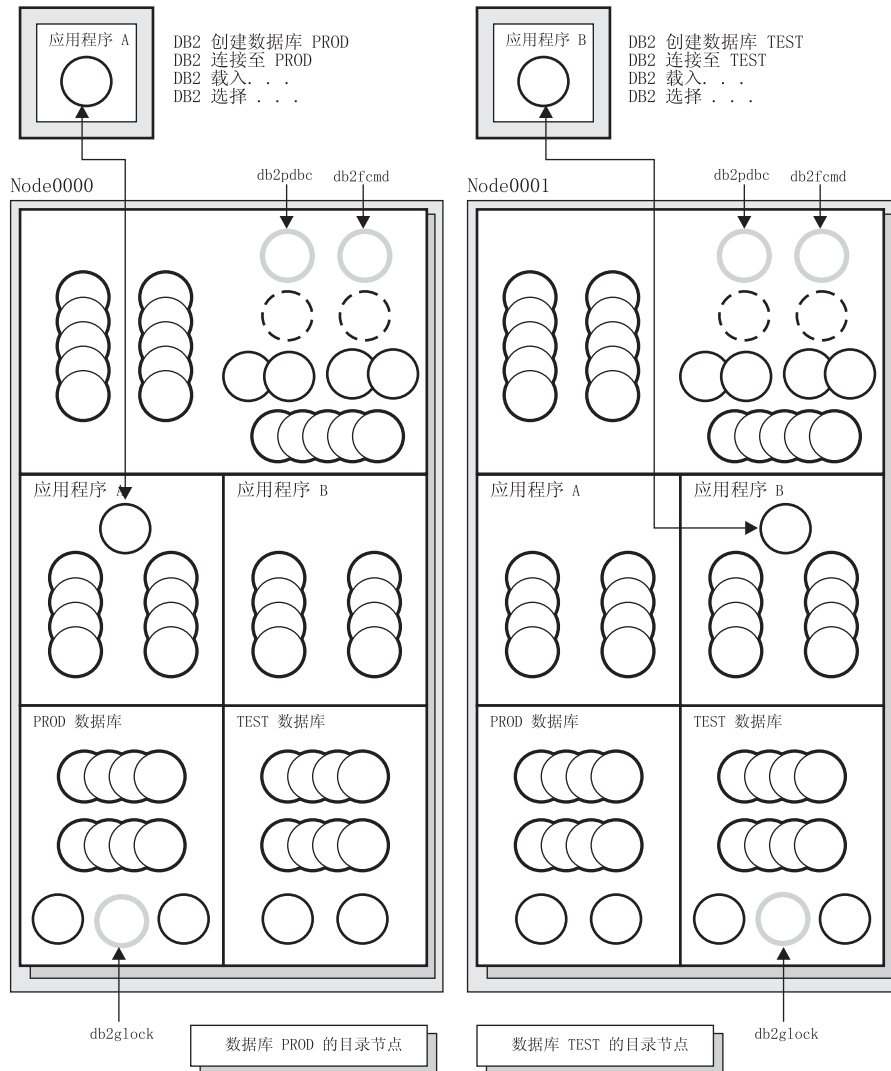 应用程序 A
DB2 创建数据库 PROD
DB2 连接至 PROD
DB2 载入. . .
DB2 选择 . . .
应用程序 B
DB2 创建数据库 TEST
DB2 连接至 TEST
DB2 载入. . .
DB2 选择 . . .
Node0000
db2pdbc
db2fcmd
Node0001
db2pdbc
db2fcmd
应用程序 A
应用程序 B
应用程序 A
应用程序 B
PROD 数据库
TEST 数据库
PROD 数据库
TEST 数据库
db2glock
db2glock
数据库 PROD 的目录节点
数据库 TEST 的目录节点